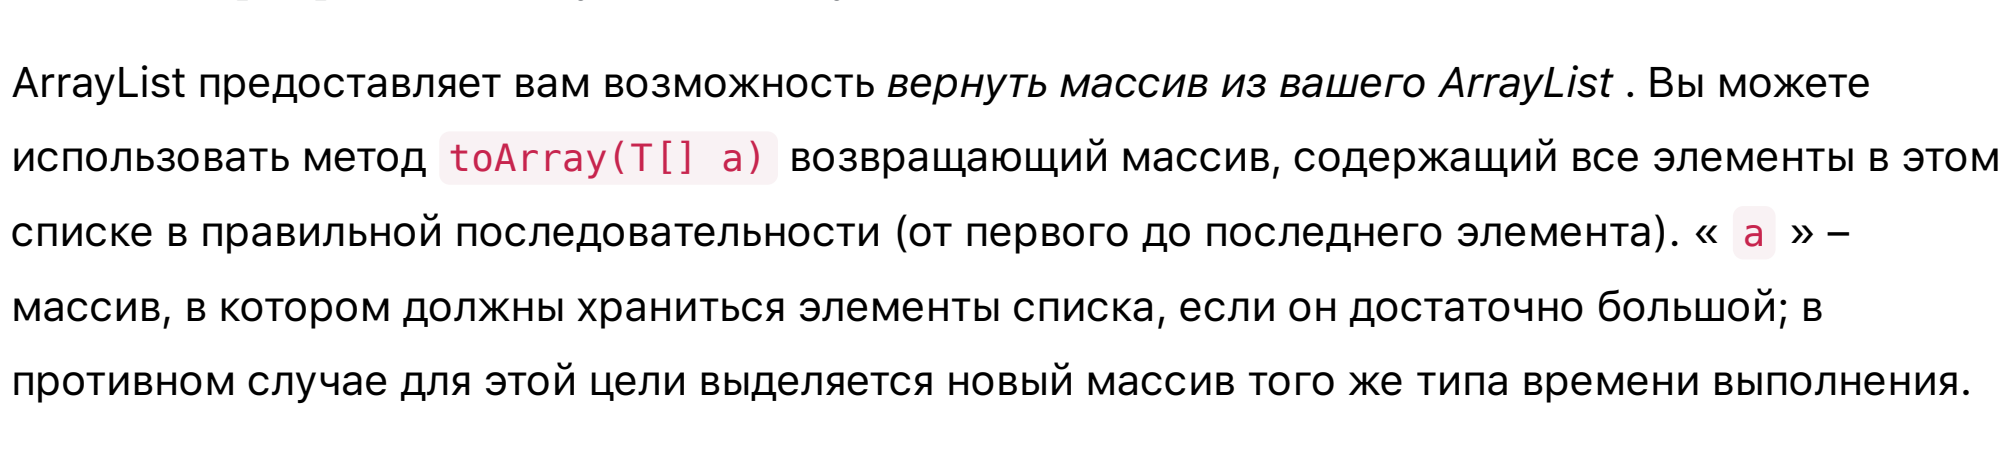 ArrayList предоставляет вам возможность вернуть массив из вашего ArrayList . Вы можете
использовать метод toArray(T[] a) возвращающий массив, содержащий все элементы в этом
списке в правильной последовательности (от первого до последнего элемента). « a » –
массив, в котором должны храниться элементы списка, если он достаточно большой; в
противном случае для этой цели выделяется новый массив того же типа времени выполнения.